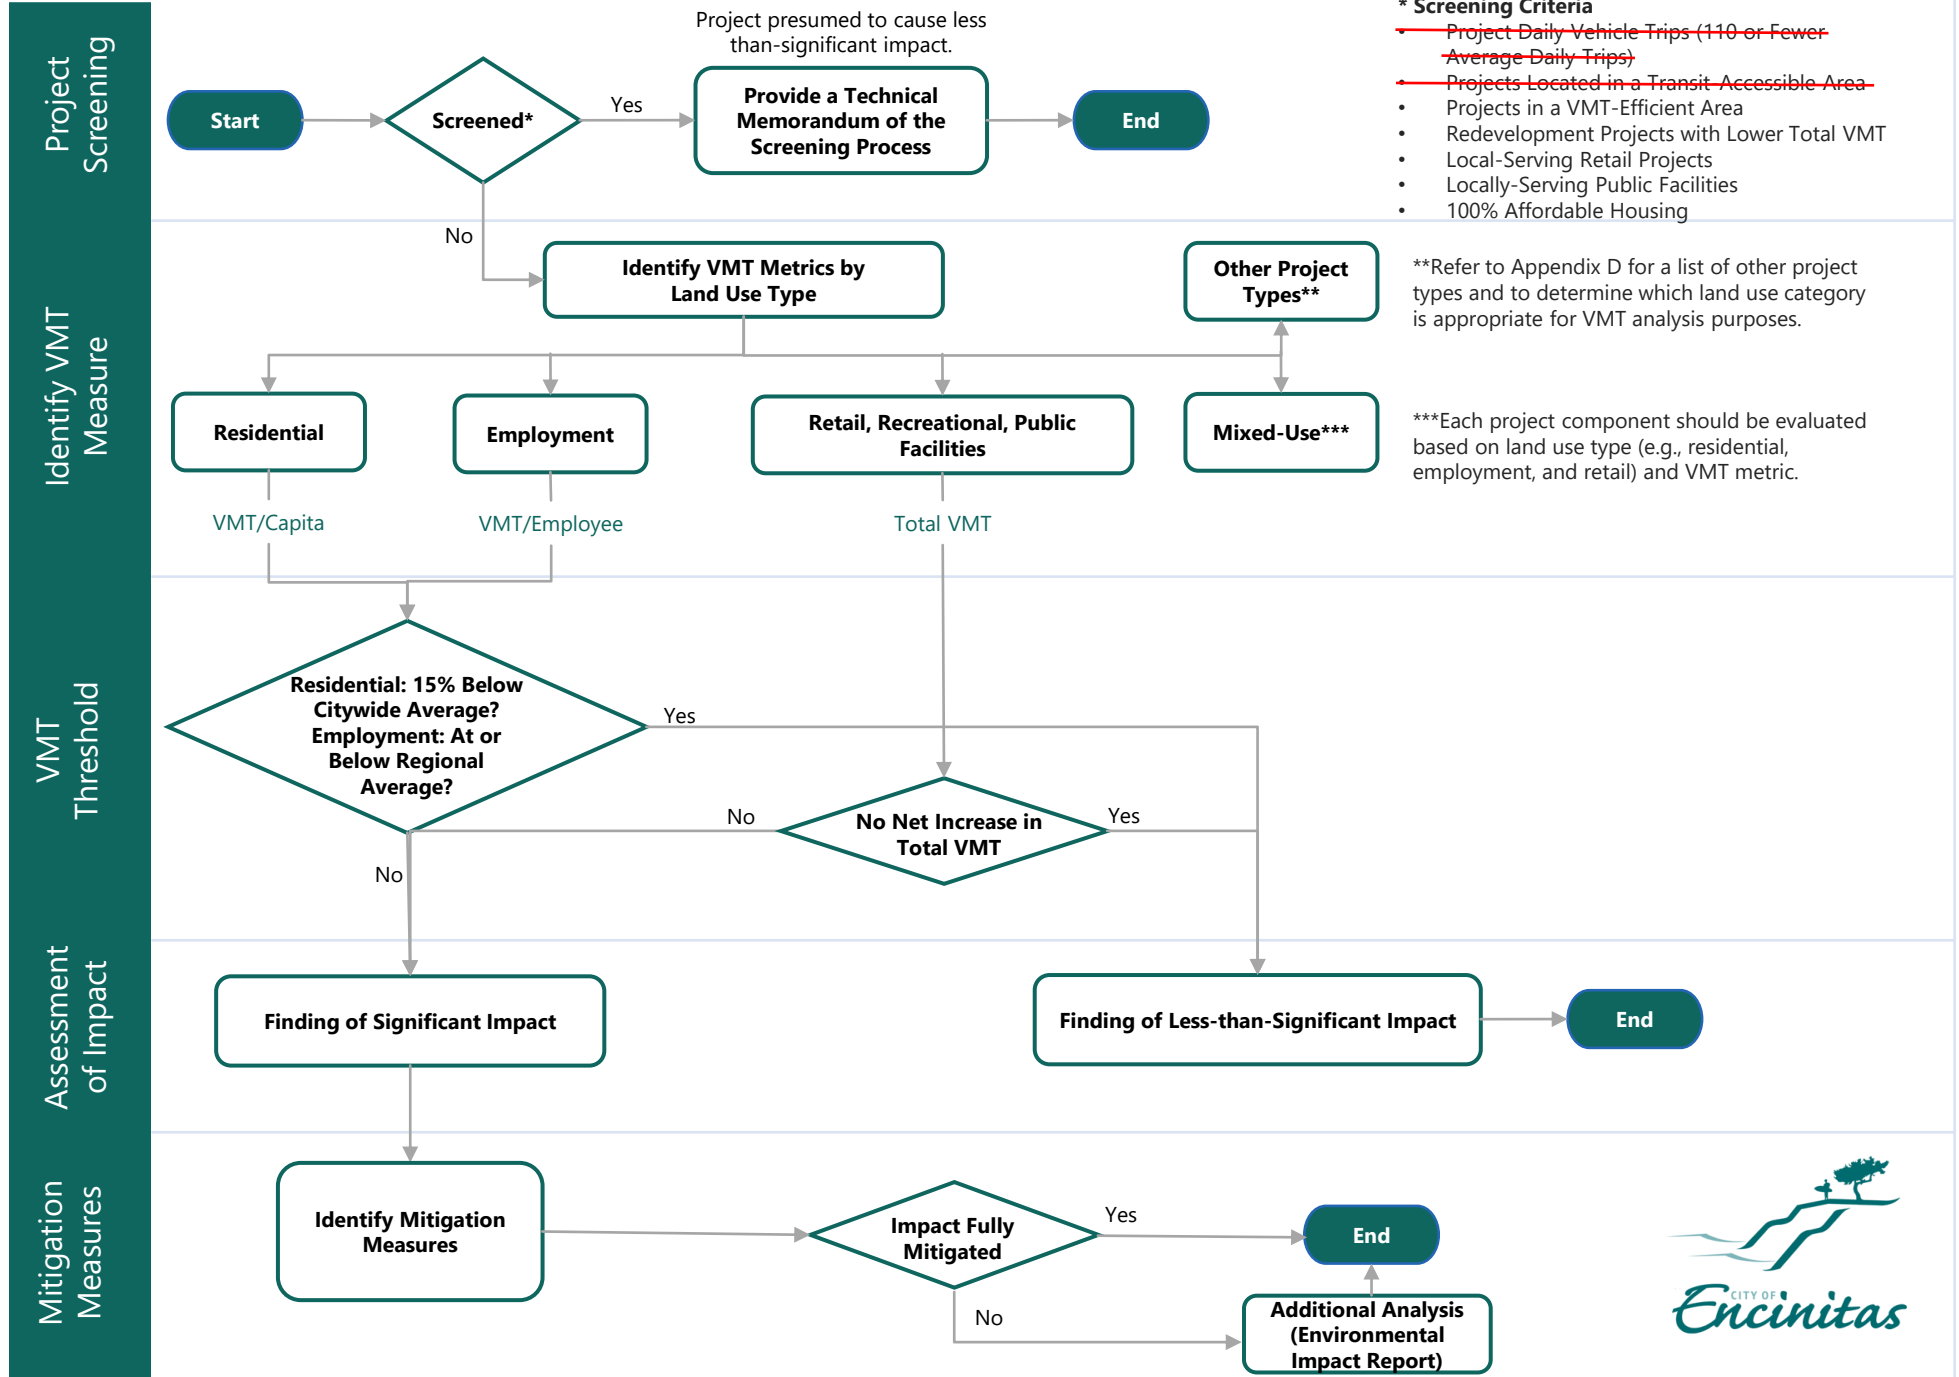 Project
Screening
Project presumed to cause less
than-significant impact.
Start
Screened*
Yes
Provide a Technical
Memorandum of the
Screening Process
End
* Screening Criteria
• Project Daily Vehicle Trips (110 or Fewer
Average Daily Trips)
• Projects Located in a Transit-Accessible Area
• Projects in a VMT-Efficient Area
• Redevelopment Projects with Lower Total VMT
• Local-Serving Retail Projects
• Locally-Serving Public Facilities
• 100% Affordable Housing
No
Identify VMT
Measure
Identify VMT Metrics by
Land Use Type
Other Project
Types**
**Refer to Appendix D for a list of other project
types and to determine which land use category
is appropriate for VMT analysis purposes.
Residential
Employment
Retail, Recreational, Public
Facilities
Mixed-Use***
***Each project component should be evaluated
based on land use type (e.g., residential,
employment, and retail) and VMT metric.
VMT/Capita
VMT/Employee
Total VMT
VMT
Threshold
Residential: 15% Below
Citywide Average?
Employment: At or
Below Regional
Average?
Yes
No
No Net Increase in
Total VMT
Yes
No
Assessment
of Impact
Finding of Significant Impact
Finding of Less-than-Significant Impact
End
Mitigation
Measures
Identify Mitigation
Measures
Impact Fully
Mitigated
Yes
End
No
Additional Analysis
(Environmental
Impact Report)
CITY OF
Encinitas